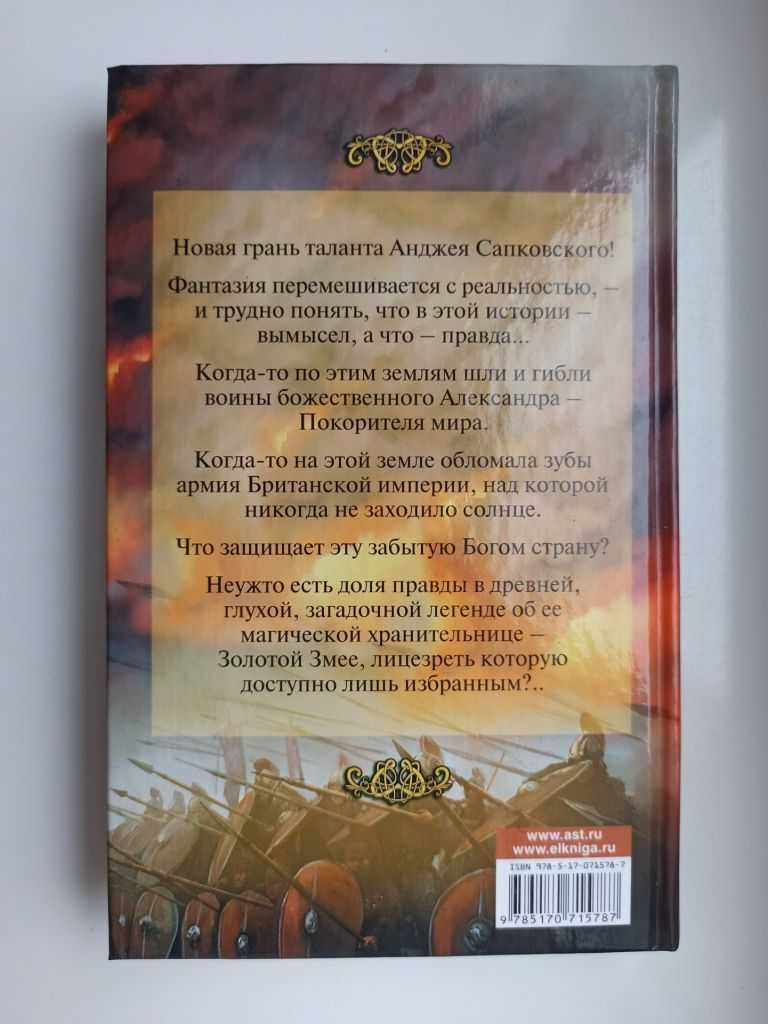 Новая грань таланта Анджея Сапковского!
Фантазия перемешивается с реальностью, –
и трудно понять, что в этой истории –
вымысел, а что – правда...
Когда-то по этим землям шли и гибли
воины божественного Александра –
Покорителя мира.
Когда-то на этой земле обломала зубы
армия Британской империи, над которой
никогда не заходило солнце.
Что защищает эту забытую Богом страну?
Неужто есть доля правды в древней,
глухой, загадочной легенде об ее
магической хранительнице –
Золотой Змее, лицезреть которую
доступно лишь избранным?..
www.ast.ru
www.elkniga.ru
ISBN 978-5-17-071578-7
9 785170 715787